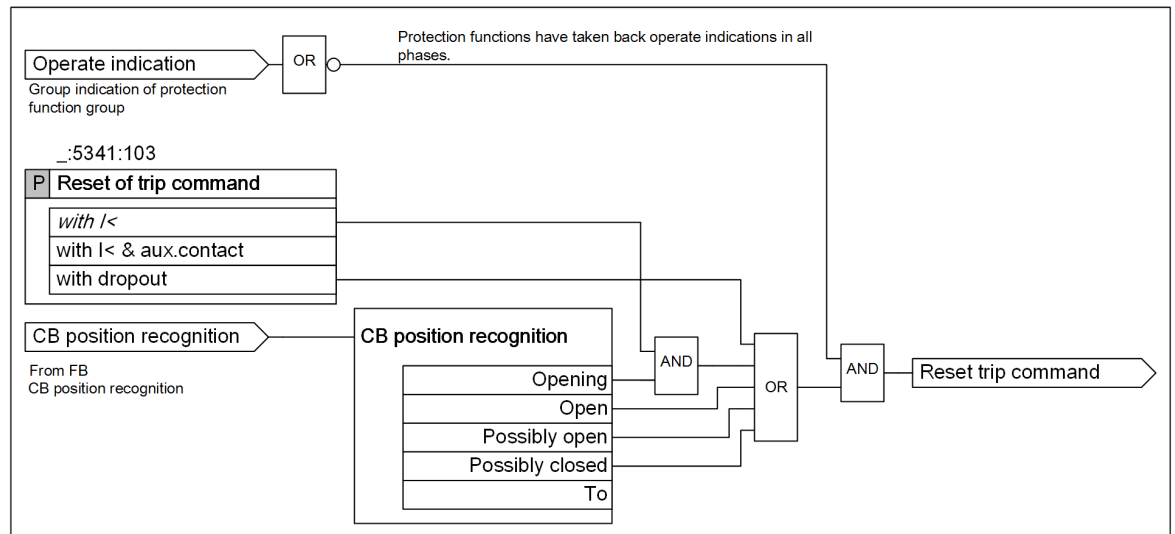 Protection functions have taken back operate indications in all
phases.
Operate indication
OR
Group indication of protection
function group
_:5341:103
P Reset of trip command
with I<
with I< & aux.contact
with dropout
CB position recognition
From FB
CB position recognition
CB position recognition
Opening
Open
Possibly open
Possibly closed
To
AND
OR
AND
Reset trip command